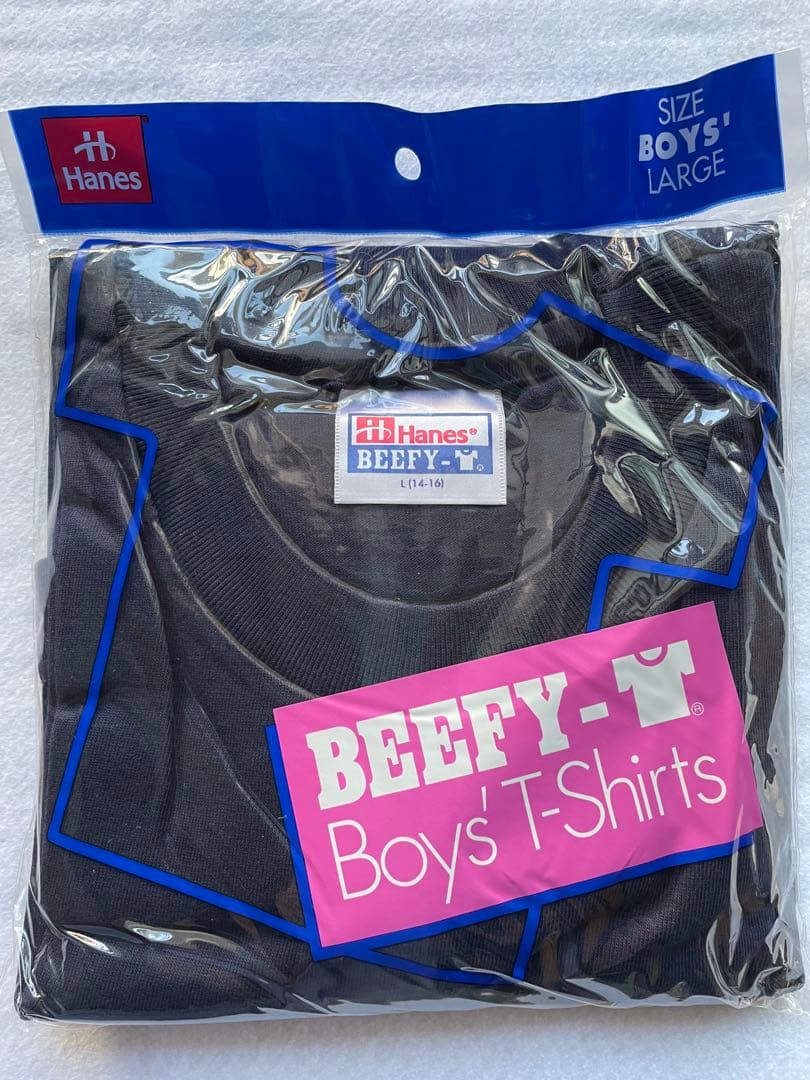 H
Hanes
SIZE
BOYS'
LARGE
H Hanes®
BEEFY-T®
L (14-16)
BEEFY-T®
Boys' T-Shirts